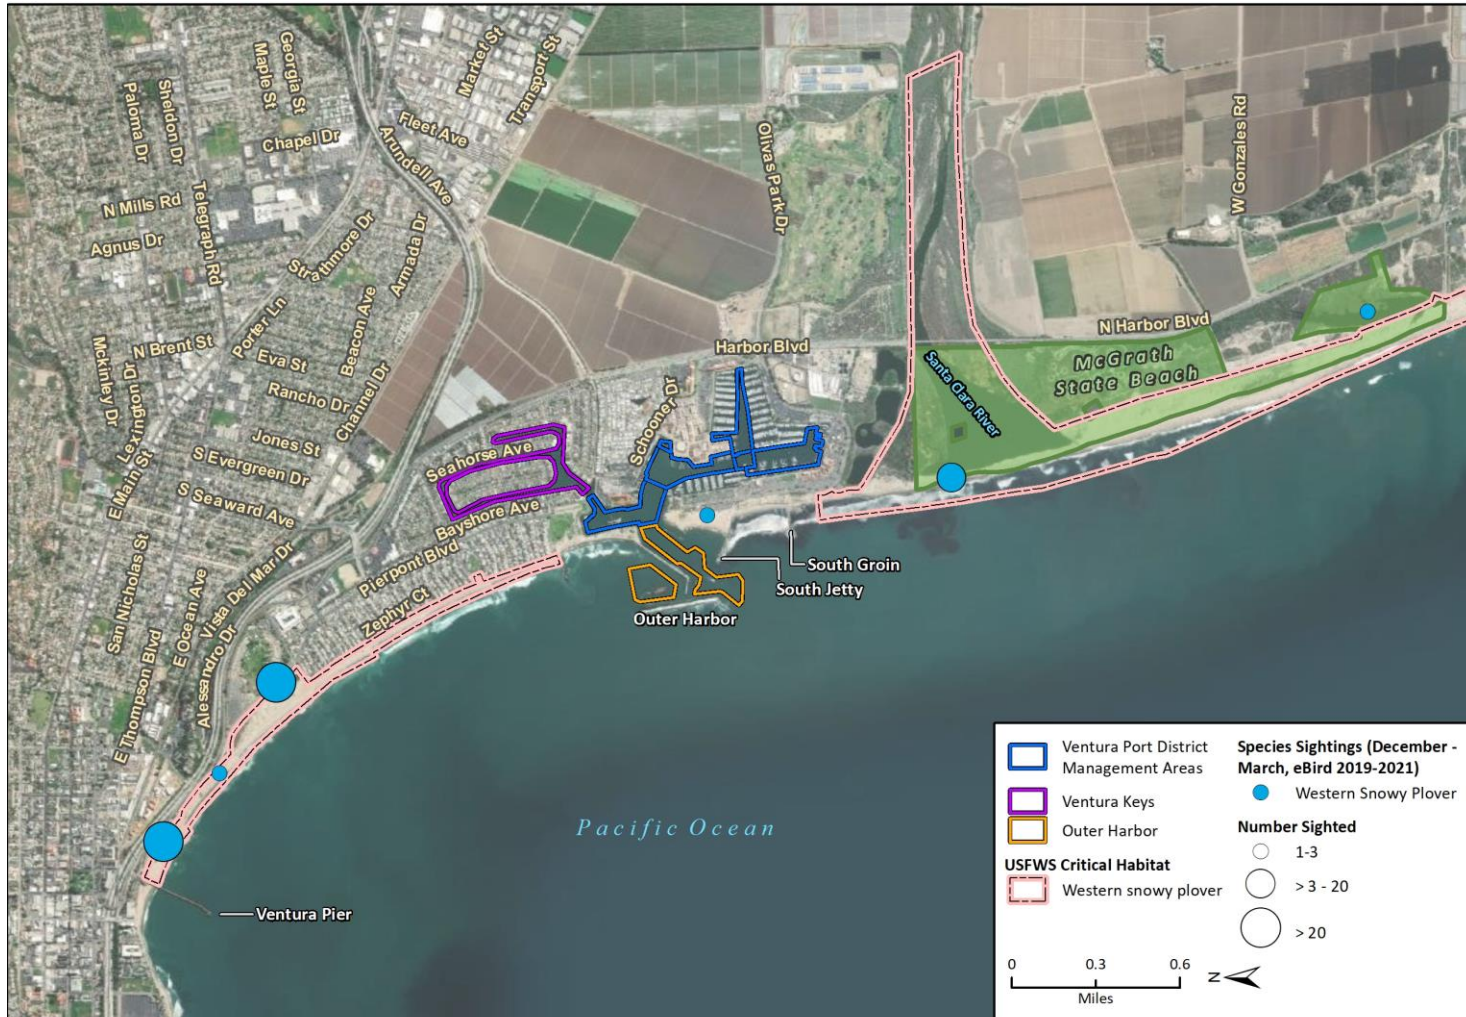 Georgia St
Maple St
Market St
Transport St
Sheldon Dr
Paloma Dr
Chapel Dr
Fleet Ave
Arundell Ave
Olivas Park Dr
W Gonzales Rd
N Mills Rd
Telegraph Rd
Agnus Dr
Strathmore Dr
Armada Dr
Porter Ln
Beacon Ave
N Brent St
Mckinley Dr
Lexington Dr
Eva St
Rancho Dr
Channel Dr
Harbor Blvd
N Harbor Blvd
McGrath
State Beach
Santa Clara River
Schooner Dr
Jones St
Seahorse Ave
S Evergreen Dr
E Main St
S Seaward Ave
Bayshore Ave
Pierpont Blvd
San Nicholas St
Vista Del Mar Dr
E Ocean Ave
Zephyr Ct
South Groin
South Jetty
Outer Harbor
E Thompson Blvd
Alessandro Dr
Pacific Ocean
Ventura Pier
Ventura Port District
Management Areas
Ventura Keys
Outer Harbor
USFWS Critical Habitat
Western snowy plover
Species Sightings (December -
March, eBird 2019-2021)
Western Snowy Plover
Number Sighted
1-3
> 3 - 20
> 20
0 0.3 0.6
Miles
N